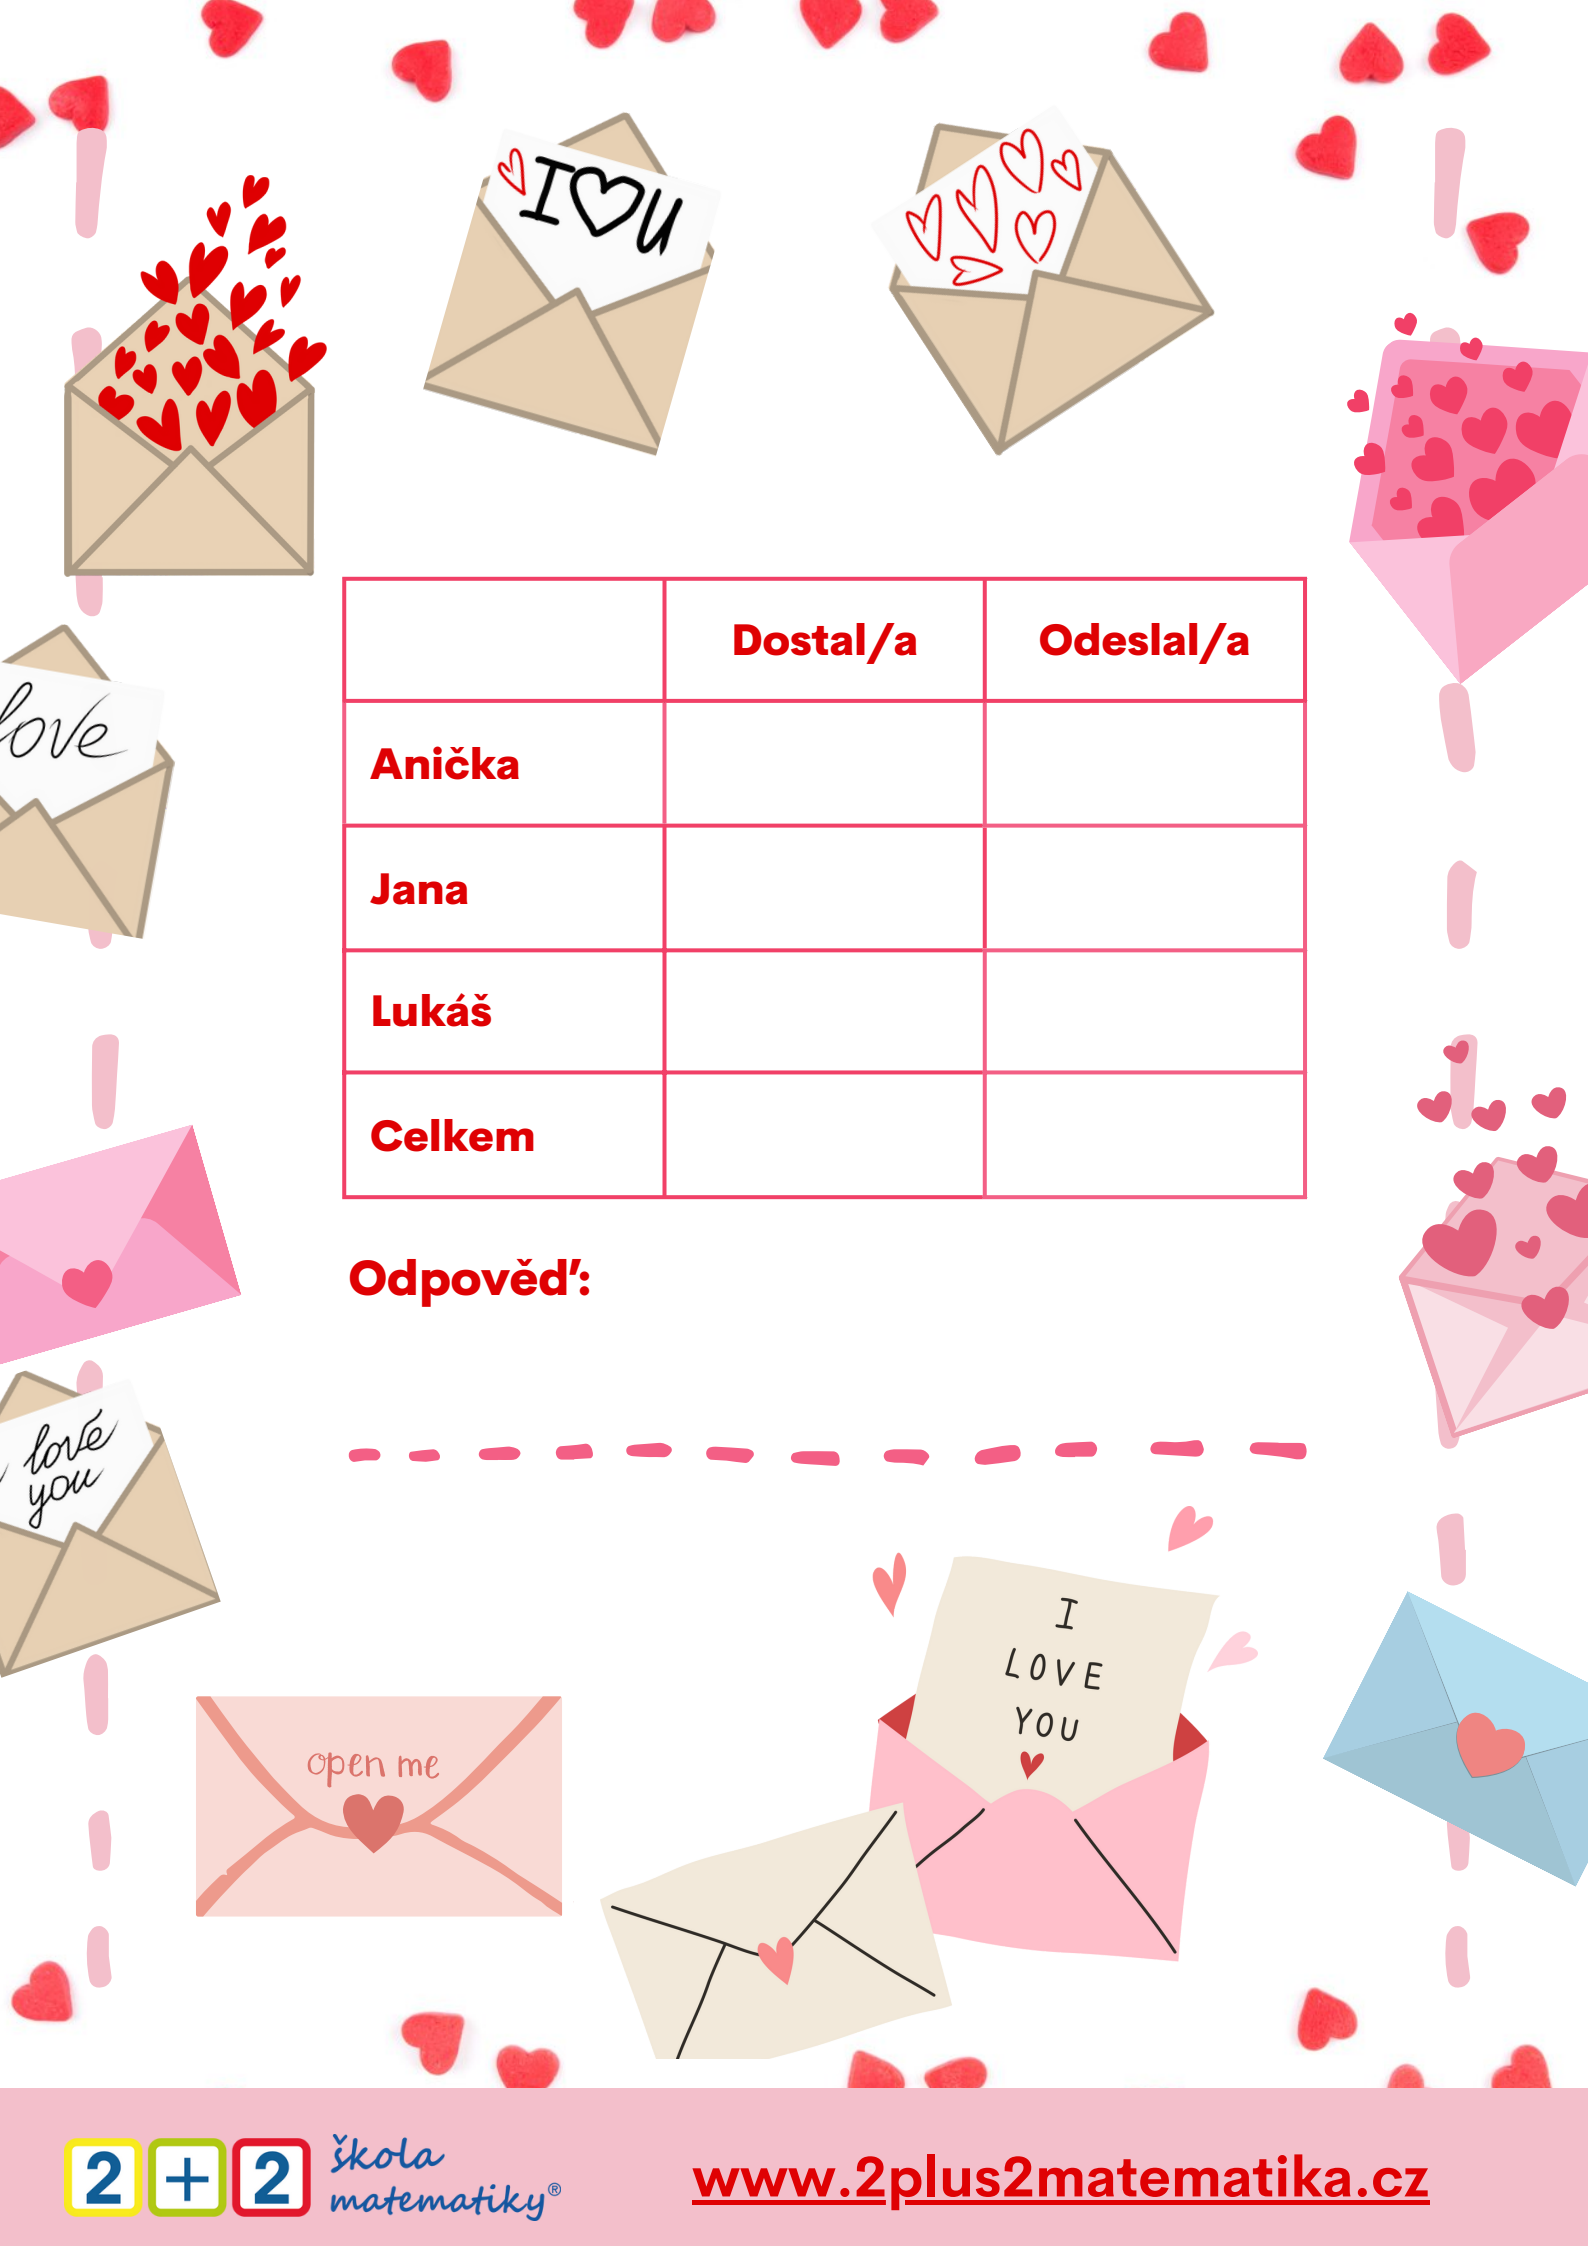 I♡U
love
Dostal/a Odeslal/a
Anička
Jana
Lukáš
Celkem
Odpověď:
love
you
I
LOVE
YOU
open me
2+2 škola
matematiky®
www.2plus2matematika.cz